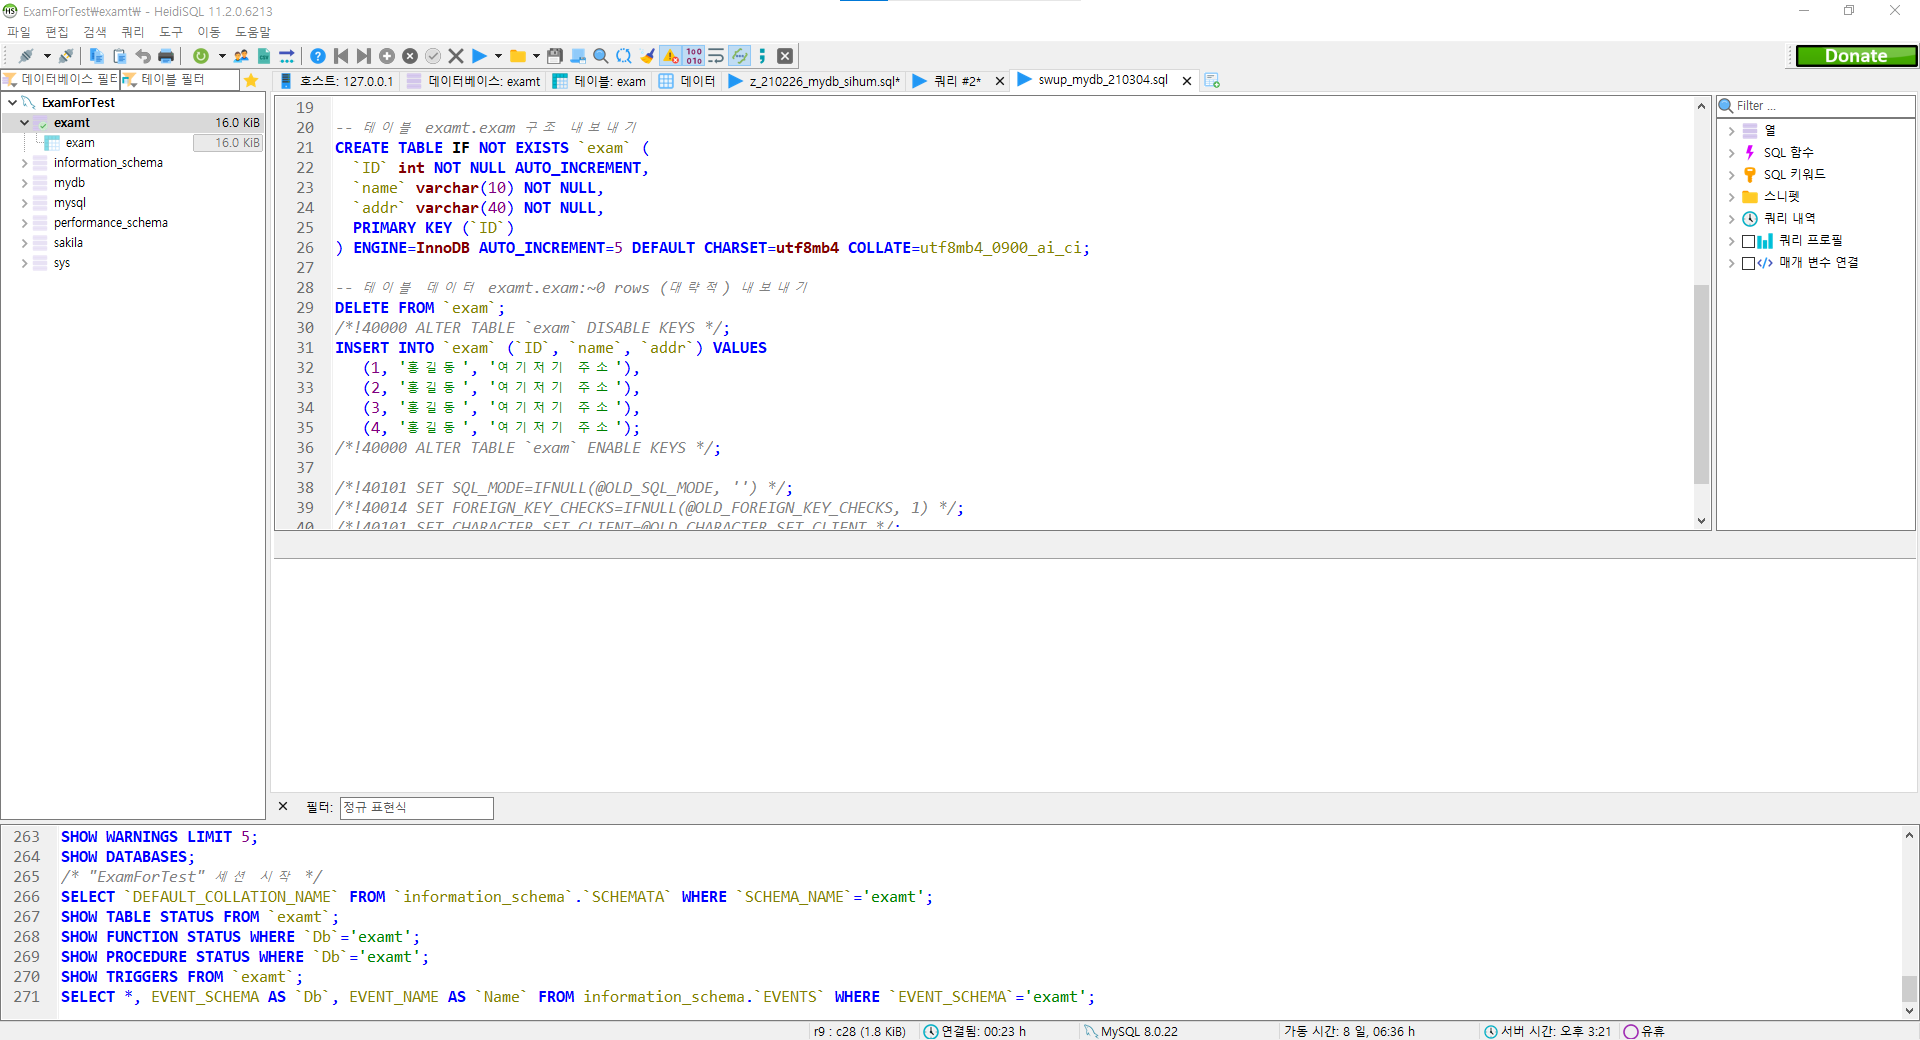 ExamForTest₩examt₩ - HeidiSQL 11.2.0.6213
파일 편집 검색 쿼리 도구 이동 도움말
Donate
데이터베이스 필터 테이블 필터
호스트: 127.0.0.1 데이터베이스: examt 테이블: exam 데이터 z_210226_mydb_sihum.sql* 쿼리 #2* swup_mydb_210304.sql
ExamForTest
examt 16.0 KiB
exam 16.0 KiB
information_schema
mydb
mysql
performance_schema
sakila
sys
19
20 -- 테이블 examt.exam 구조 내보내기
21 CREATE TABLE IF NOT EXISTS `exam` (
22 `ID` int NOT NULL AUTO_INCREMENT,
23 `name` varchar(10) NOT NULL,
24 `addr` varchar(40) NOT NULL,
25 PRIMARY KEY (`ID`)
26 ) ENGINE=InnoDB AUTO_INCREMENT=5 DEFAULT CHARSET=utf8mb4 COLLATE=utf8mb4_0900_ai_ci;
27
28 -- 테이블 데이터 examt.exam:~0 rows (대략적) 내보내기
29 DELETE FROM `exam`;
30 /*!40000 ALTER TABLE `exam` DISABLE KEYS */;
31 INSERT INTO `exam` (`ID`, `name`, `addr`) VALUES
32 (1, '홍길동', '여기저기 주소'),
33 (2, '홍길동', '여기저기 주소'),
34 (3, '홍길동', '여기저기 주소'),
35 (4, '홍길동', '여기저기 주소');
36 /*!40000 ALTER TABLE `exam` ENABLE KEYS */;
37
38 /*!40101 SET SQL_MODE=IFNULL(@OLD_SQL_MODE, '') */;
39 /*!40014 SET FOREIGN_KEY_CHECKS=IFNULL(@OLD_FOREIGN_KEY_CHECKS, 1) */;
40 /*!40101 SET CHARACTER_SET_CLIENT=@OLD_CHARACTER_SET_CLIENT */;
Filter ...
열
SQL 함수
SQL 키워드
스니펫
쿼리 내역
쿼리 프로필
매개 변수 연결
필터: 정규 표현식
263 SHOW WARNINGS LIMIT 5;
264 SHOW DATABASES;
265 /* "ExamForTest" 세션 시작 */
266 SELECT `DEFAULT_COLLATION_NAME` FROM `information_schema`.`SCHEMATA` WHERE `SCHEMA_NAME`='examt';
267 SHOW TABLE STATUS FROM `examt`;
268 SHOW FUNCTION STATUS WHERE `Db`='examt';
269 SHOW PROCEDURE STATUS WHERE `Db`='examt';
270 SHOW TRIGGERS FROM `examt`;
271 SELECT *, EVENT_SCHEMA AS `Db`, EVENT_NAME AS `Name` FROM information_schema.`EVENTS` WHERE `EVENT_SCHEMA`='examt';
r9 : c28 (1.8 KiB) 연결됨: 00:23 h MySQL 8.0.22 가동 시간: 8 일, 06:36 h 서버 시간: 오후 3:21 유휴